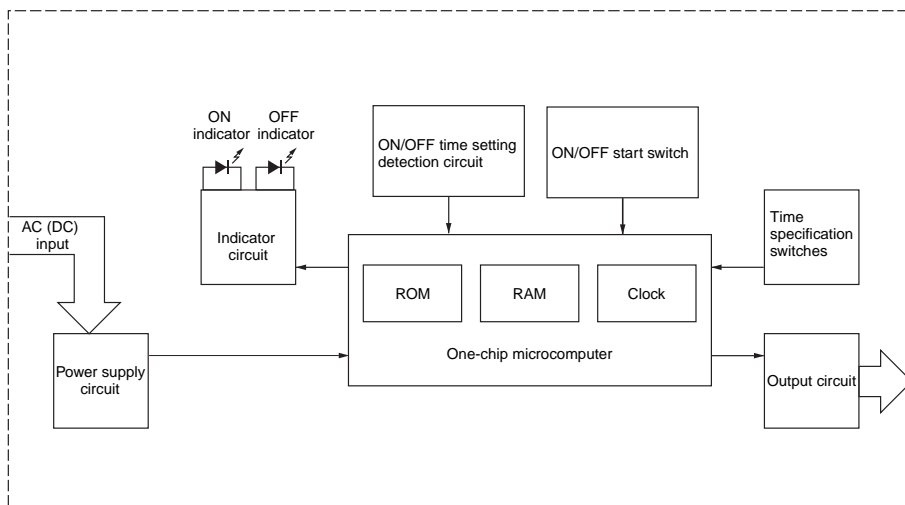 ON
indicator
OFF
indicator
ON/OFF time setting
detection circuit
ON/OFF start switch
AC (DC)
input
Indicator
circuit
Time
specification
switches
ROM
RAM
Clock
One-chip microcomputer
Power supply
circuit
Output circuit